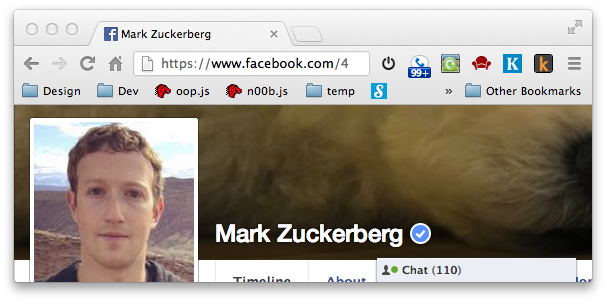 Mark Zuckerberg
https://www.facebook.com/4
99+
K
k
Design Dev oop.js n00b.js temp S » Other Bookmarks
Mark Zuckerberg
Timeline About
Chat (110)